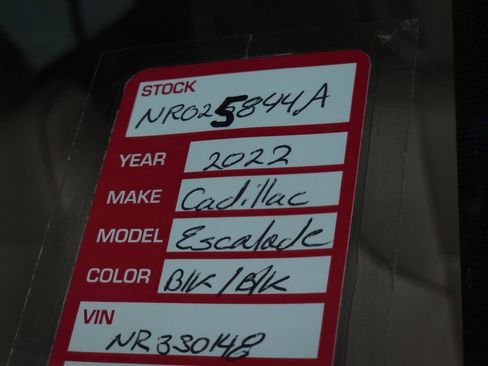 STOCK
NR025844A
YEAR 2022
MAKE Cadillac
MODEL Escalade
COLOR Blk/Blk
VIN
NR330148